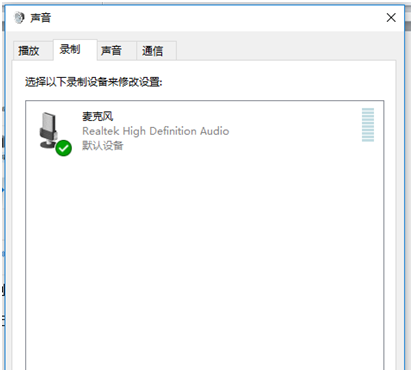 声音
播放
录制
声音
通信
选择以下录制设备来修改设置:
麦克风
Realtek High Definition Audio
默认设备